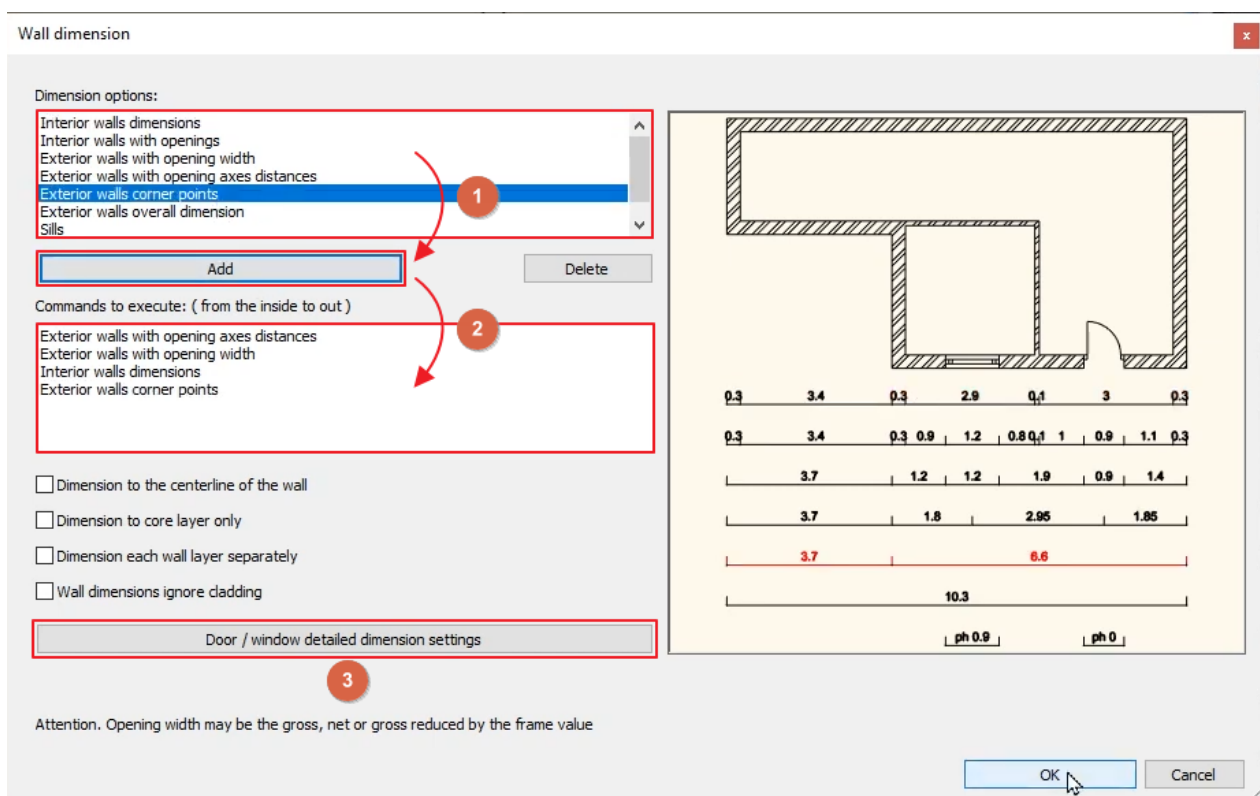 Wall dimension
x
Dimension options:
Interior walls dimensions
Interior walls with openings
Exterior walls with opening width
Exterior walls with opening axes distances
Exterior walls corner points
Exterior walls overall dimension
Sills
1
Add
Delete
Commands to execute: ( from the inside to out )
2
Exterior walls with opening axes distances
Exterior walls with opening width
Interior walls dimensions
Exterior walls corner points
Dimension to the centerline of the wall
Dimension to core layer only
Dimension each wall layer separately
Wall dimensions ignore cladding
Door / window detailed dimension settings
3
Attention. Opening width may be the gross, net or gross reduced by the frame value
0.3 3.4 0.3 2.9 0.1 3 0.3
0.3 3.4 0.3 0.9 1.2 0.8 0.1 1 0.9 1.1 0.3
3.7 1.2 1.2 1.9 0.9 1.4
3.7 1.8 2.95 1.85
3.7 6.6
10.3
ph 0.9 ph 0
OK Cancel